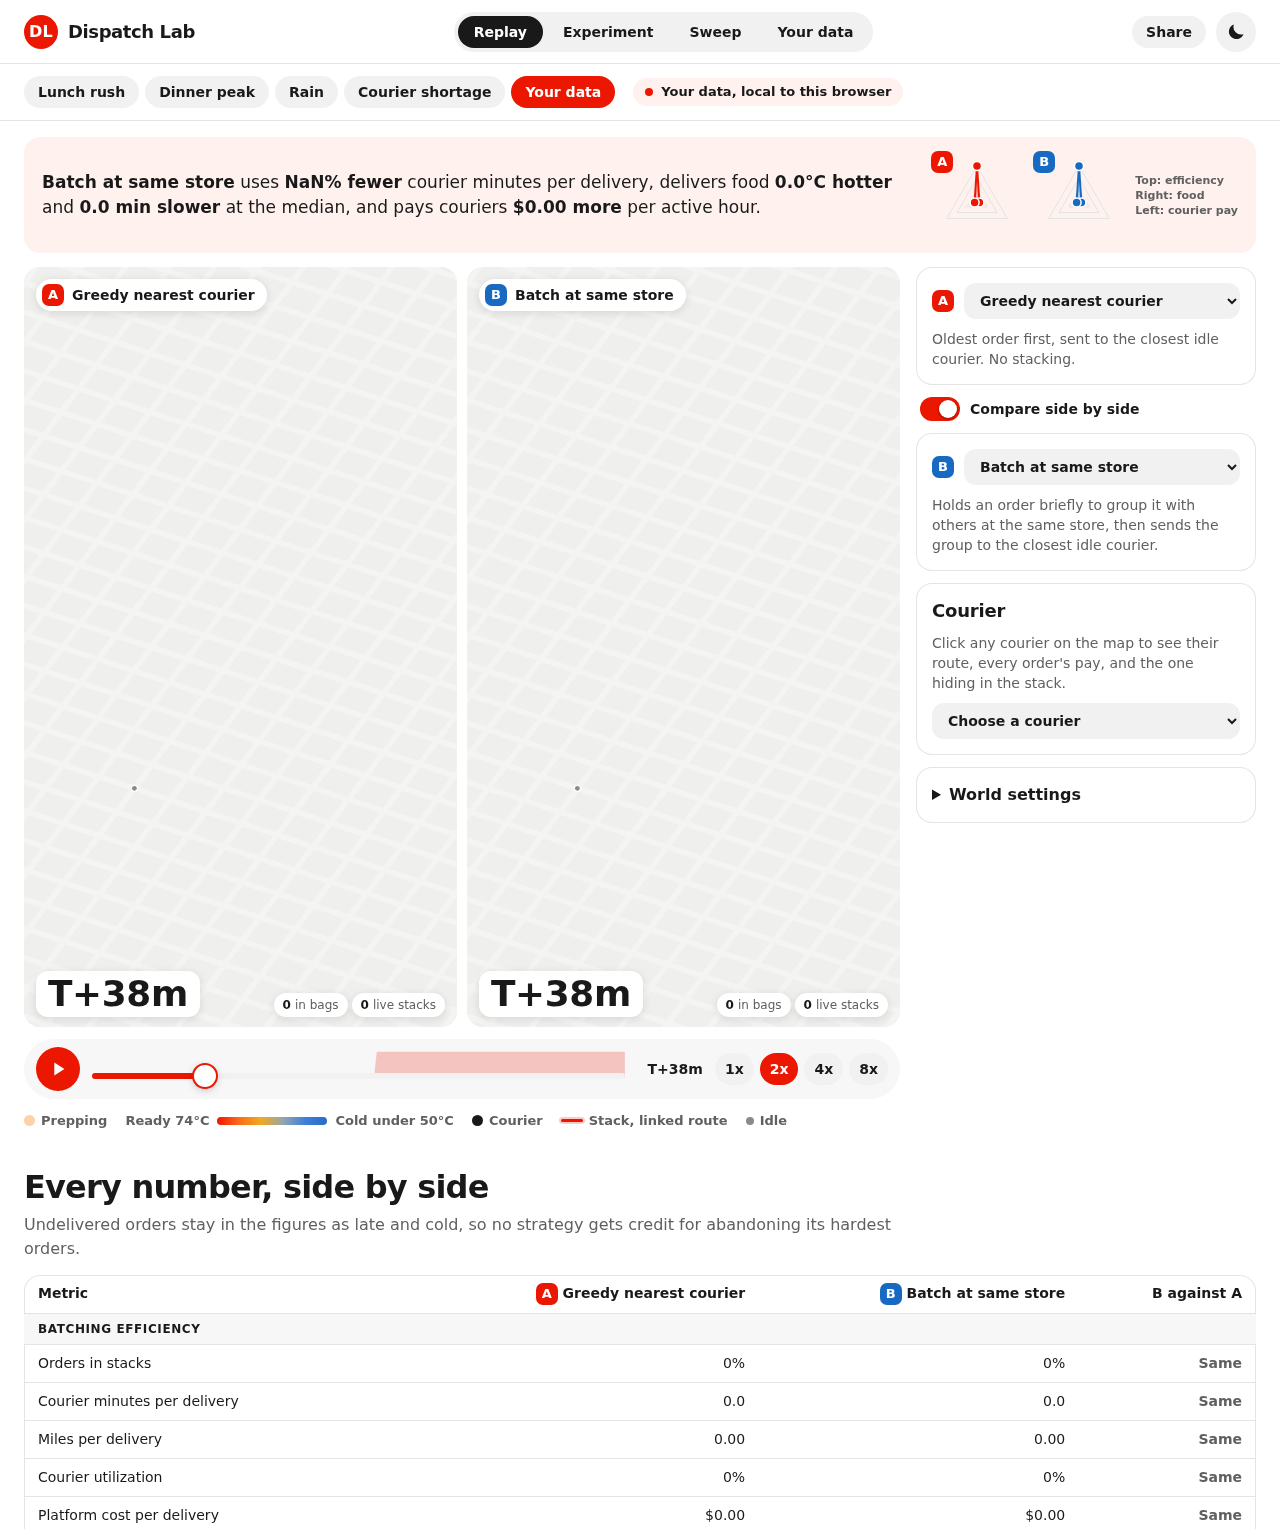 DL Dispatch Lab
Replay Experiment Sweep Your data
Share
Lunch rush Dinner peak Rain Courier shortage Your data Your data, local to this browser
Batch at same store uses NaN% fewer courier minutes per delivery, delivers food 0.0°C hotter
and 0.0 min slower at the median, and pays couriers $0.00 more per active hour.
A B
Top: efficiency
Right: food
Left: courier pay
A Greedy nearest courier
B Batch at same store
T+38m 0 in bags 0 live stacks
T+38m 0 in bags 0 live stacks
T+38m 1x 2x 4x 8x
Prepping Ready 74°C Cold under 50°C Courier Stack, linked route Idle
A Greedy nearest courier
Oldest order first, sent to the closest idle
courier. No stacking.
Compare side by side
B Batch at same store
Holds an order briefly to group it with
others at the same store, then sends the
group to the closest idle courier.
Courier
Click any courier on the map to see their
route, every order's pay, and the one
hiding in the stack.
Choose a courier
World settings
Every number, side by side
Undelivered orders stay in the figures as late and cold, so no strategy gets credit for abandoning its hardest
orders.
Metric A Greedy nearest courier B Batch at same store B against A
BATCHING EFFICIENCY
Orders in stacks 0% 0% Same
Courier minutes per delivery 0.0 0.0 Same
Miles per delivery 0.00 0.00 Same
Courier utilization 0% 0% Same
Platform cost per delivery $0.00 $0.00 Same